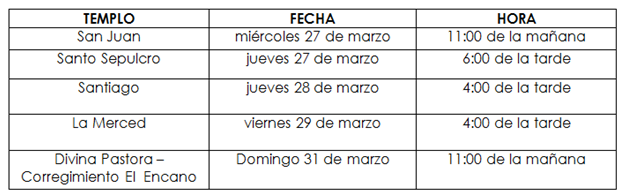 TEMPLO FECHA HORA
San Juan miércoles 27 de marzo 11:00 de la mañana
Santo Sepulcro jueves 27 de marzo 6:00 de la tarde
Santiago jueves 28 de marzo 4:00 de la tarde
La Merced viernes 29 de marzo 4:00 de la tarde
Divina Pastora – Domingo 31 de marzo 11:00 de la mañana
Corregimiento El Encano